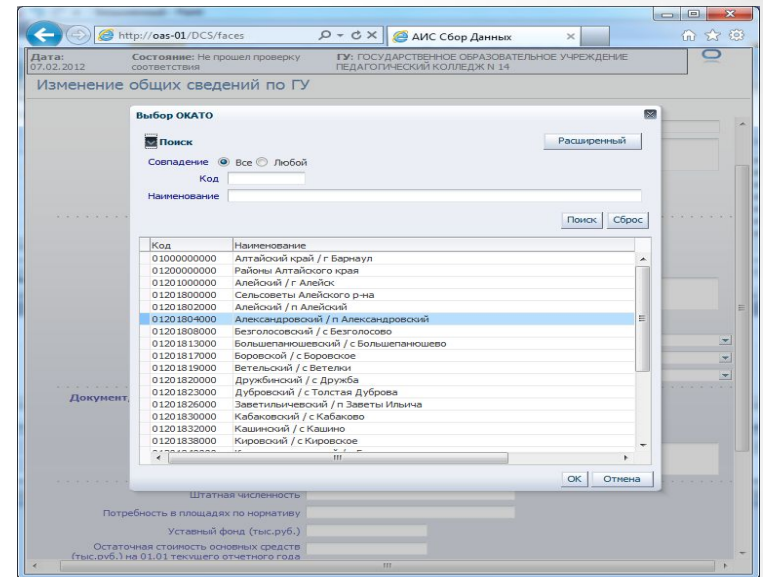 http://oas-01/DCS/faces
АИС Сбор Данных
Дата:
07.02.2012
Состояние: Не прошел проверку
соответствия
ГУ: ГОСУДАРСТВЕННОЕ ОБРАЗОВАТЕЛЬНОЕ УЧРЕЖДЕНИЕ
ПЕДАГОГИЧЕСКИЙ КОЛЛЕДЖ N 14
Изменение общих сведений по ГУ
Выбор ОКАТО
Поиск
Расширенный
Совпадение Все Любой
Код
Наименование
Поиск Сброс
Код Наименование
01000000000 Алтайский край / г Барнаул
01200000000 Районы Алтайского края
01201000000 Алейский / г Алейск
01201800000 Сельсоветы Алейского р-на
01201802000 Алейский / п Алейский
01201804000 Александровский / п Александровский
01201808000 Безголосовский / с Безголосово
01201813000 Большепанюшевский / с Большепанюшево
01201817000 Боровской / с Боровское
01201819000 Ветельский / с Ветелки
01201820000 Дружбинский / с Дружба
01201823000 Дубровский / с Толстая Дуброва
01201826000 Заветильичевский / п Заветы Ильича
01201830000 Кабаковский / с Кабаково
01201832000 Кашинский / с Кашино
01201838000 Кировский / с Кировское
Документ
ОК Отмена
Штатная численность
Потребность в площадях по нормативу
Уставный фонд (тыс.руб.)
Остаточная стоимость основных средств
(тыс.руб.) на 01.01 текущего отчетного года